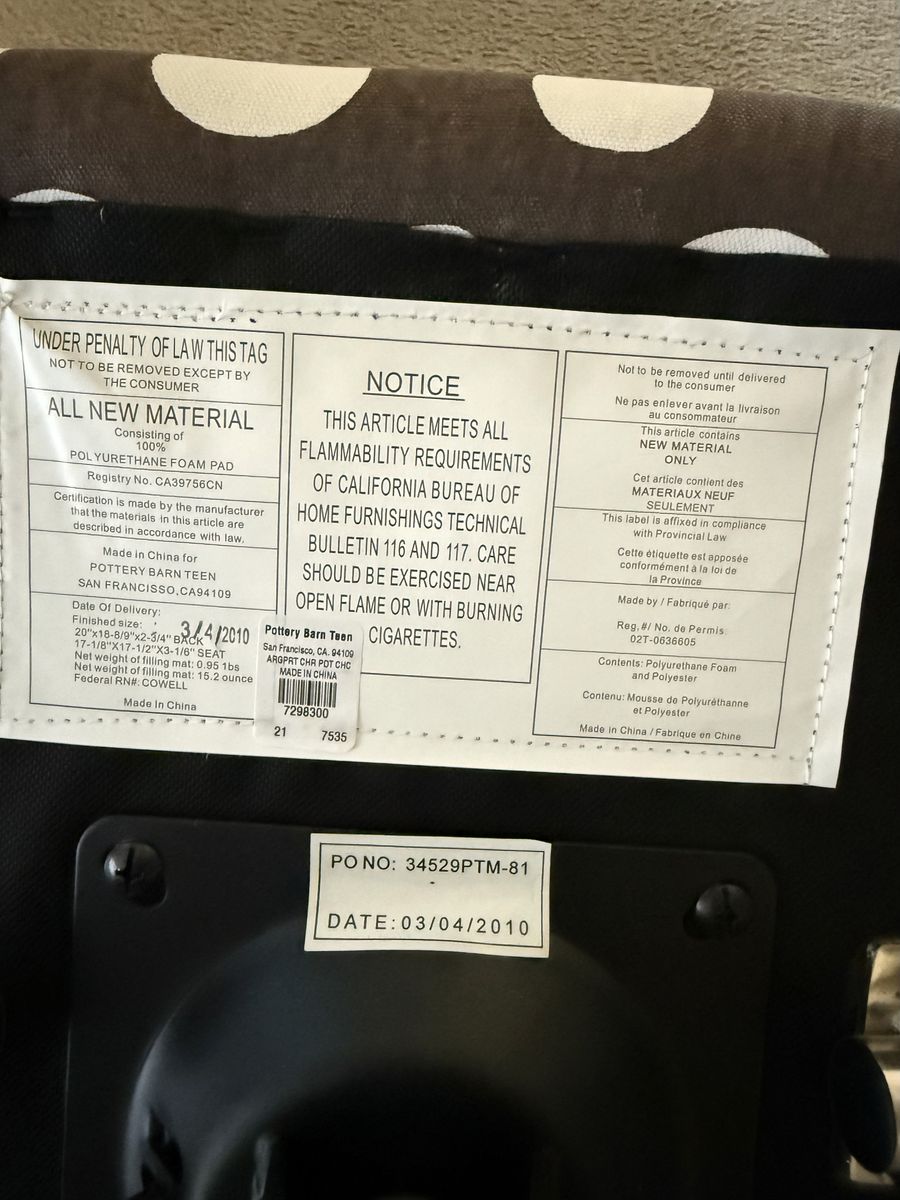 UNDER PENALTY OF LAW THIS TAG
NOT TO BE REMOVED EXCEPT BY
THE CONSUMER
ALL NEW MATERIAL
Consisting of
100%
POLYURETHANE FOAM PAD
Registry No. CA39756CN
Certification is made by the manufacturer
that the materials in this article are
described in accordance with law.
Made in China for
POTTERY BARN TEEN
SAN FRANCISSO,CA94109
Date Of Delivery:
3/4/2010
Finished size:
20"x18-8/9"x2-3/4" BACK
17-1/8"X17-1/2"X3-1/6" SEAT
Net weight of filling mat: 0.95 lbs
Net weight of filling mat: 15.2 ounce
Federal RN#: COWELL
Made In China
Pottery Barn Teen
San Francisco, CA. 94109
ARGPRT CHR PDT CHC
MADE IN CHINA
7298300
21 7535
NOTICE
THIS ARTICLE MEETS ALL
FLAMMABILITY REQUIREMENTS
OF CALIFORNIA BUREAU OF
HOME FURNISHINGS TECHNICAL
BULLETIN 116 AND 117. CARE
SHOULD BE EXERCISED NEAR
OPEN FLAME OR WITH BURNING
CIGARETTES.
Not to be removed until delivered
to the consumer
Ne pas enlever avant la livraison
au consommateur
This article contains
NEW MATERIAL
ONLY
Cet article contient des
MATERIAUX NEUF
SEULEMENT
This label is affixed in compliance
with Provincial Law
Cette étiquette est apposée
conformément à la loi de
la Province
Made by / Fabriqué par:
Reg,#/ No. de Permis:
02T-0636605
Contents: Polyurethane Foam
and Polyester
Contenu: Mousse de Polyuréthanne
et Polyester
Made in China / Fabrique en Chine
PO NO: 34529PTM-81
DATE:03/04/2010